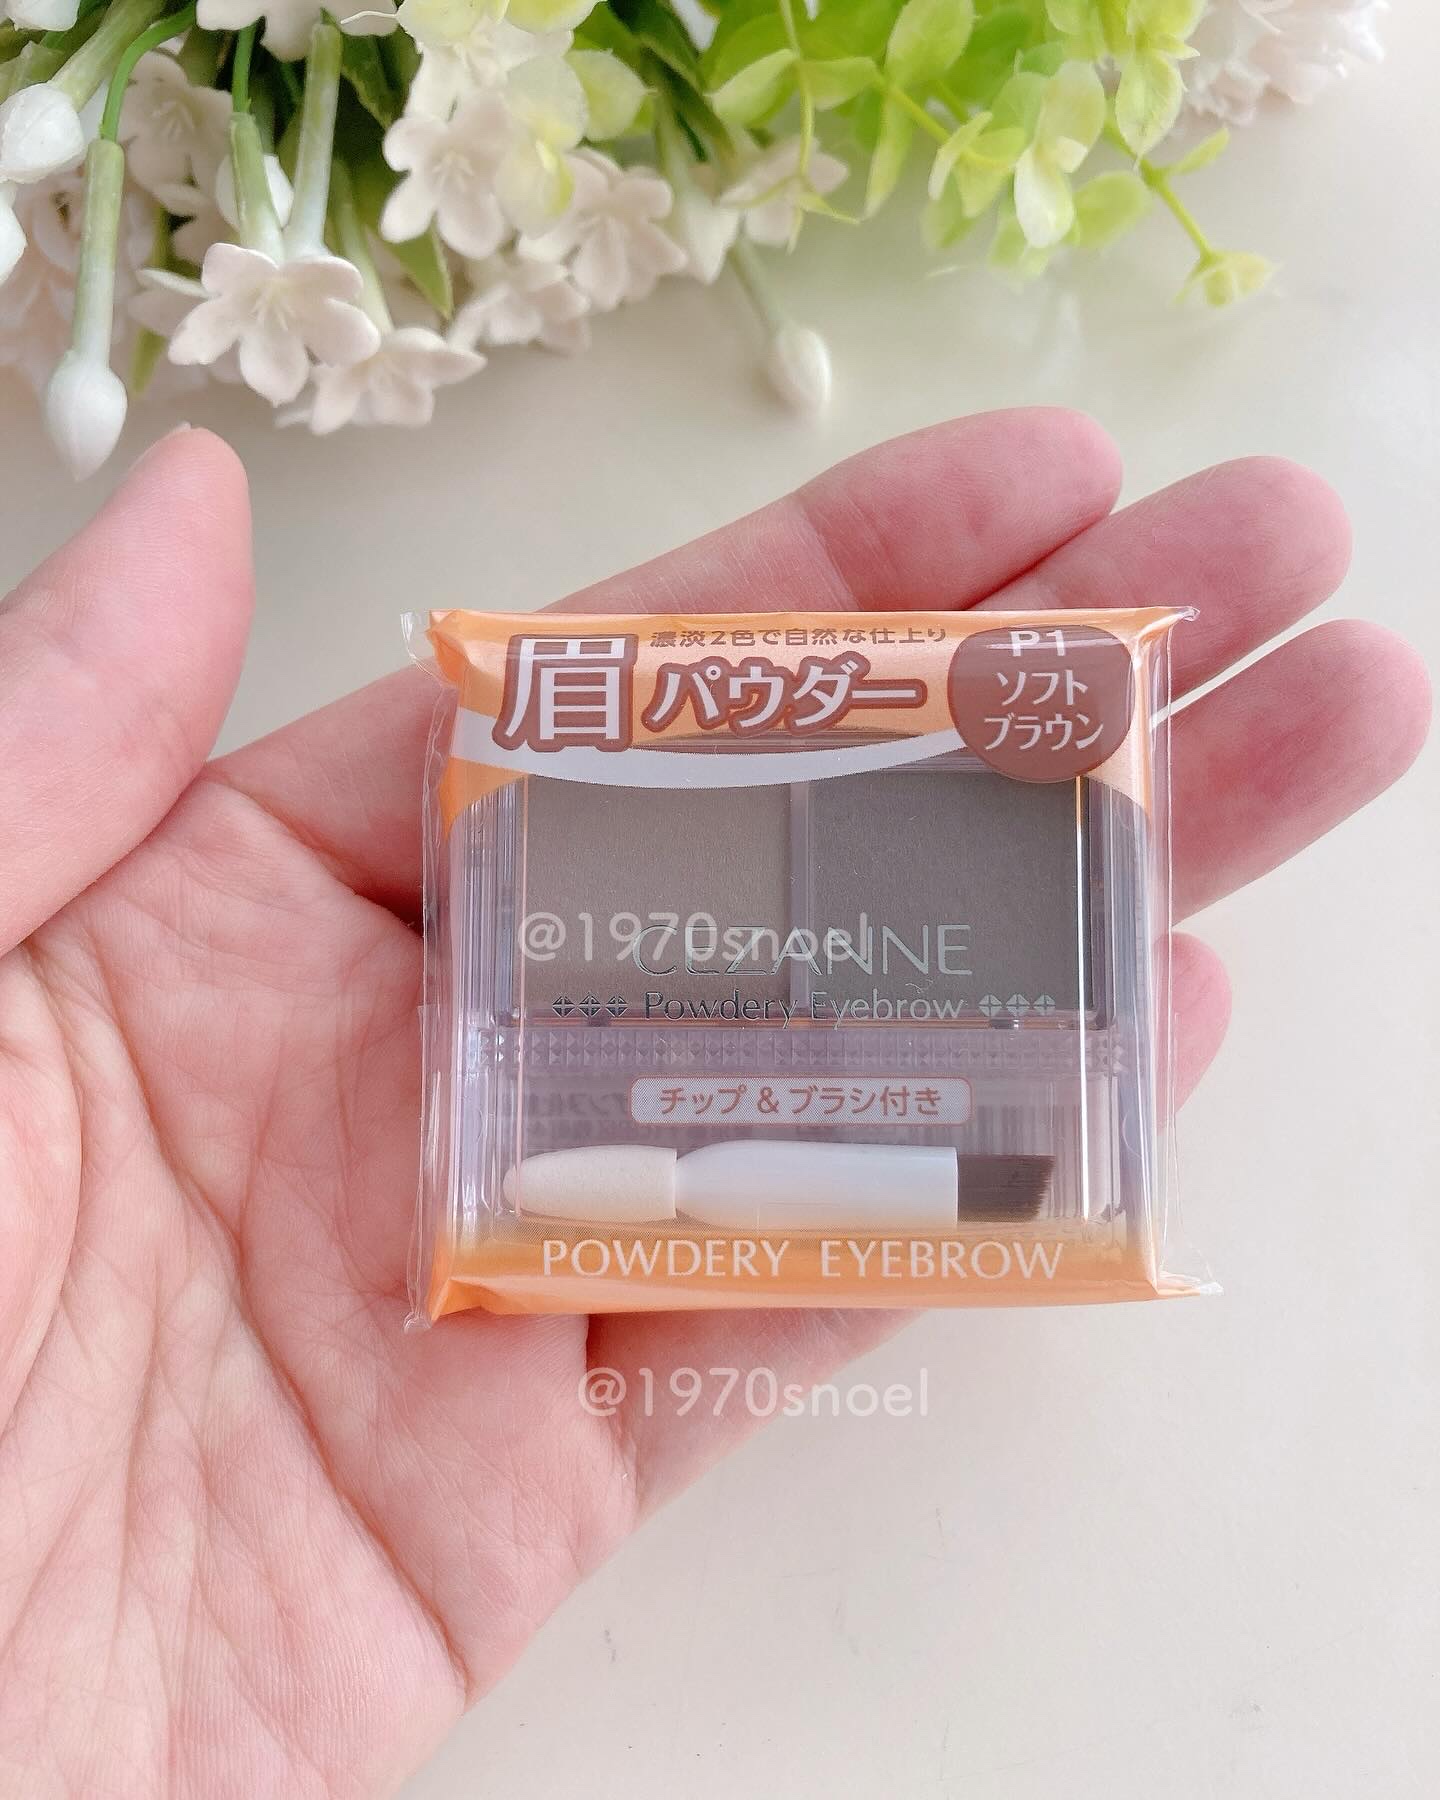 濃淡2色で自然な仕上り
眉パウダー
P1
ソフト
ブラウン
@1970snoel
CEZANNE
Powdery Eyebrow
チップ&ブラシ付き
POWDERY EYEBROW
@1970snoel